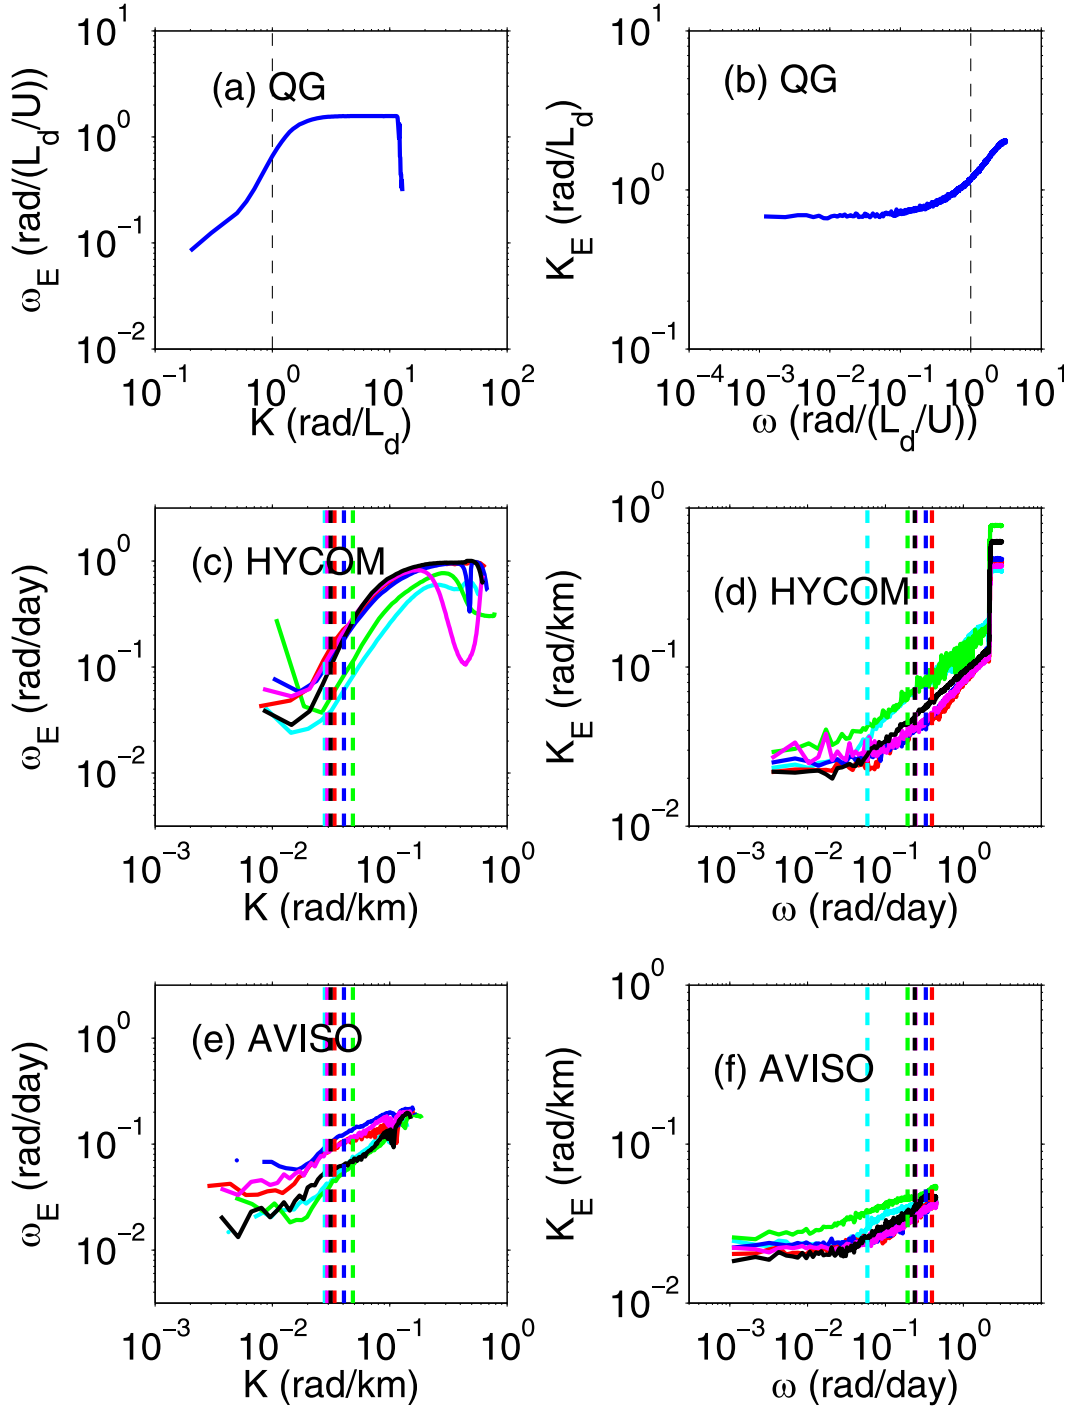 10^1
10^0
10^-1
10^-2
ω_E (rad/(L_d/U))
(a) QG
10^-1 10^0 10^1 10^2
K (rad/L_d)
10^1
10^0
10^-1
K_E (rad/L_d)
(b) QG
10^-4 10^-3 10^-2 10^-1 10^0 10^1
ω (rad/(L_d/U))
10^0
10^-1
10^-2
ω_E (rad/day)
(c) HYCOM
10^-3 10^-2 10^-1 10^0
K (rad/km)
10^0
10^-1
10^-2
K_E (rad/km)
(d) HYCOM
10^-3 10^-2 10^-1 10^0
ω (rad/day)
10^0
10^-1
10^-2
ω_E (rad/day)
(e) AVISO
10^-3 10^-2 10^-1 10^0
K (rad/km)
10^0
10^-1
10^-2
K_E (rad/km)
(f) AVISO
10^-3 10^-2 10^-1 10^0
ω (rad/day)